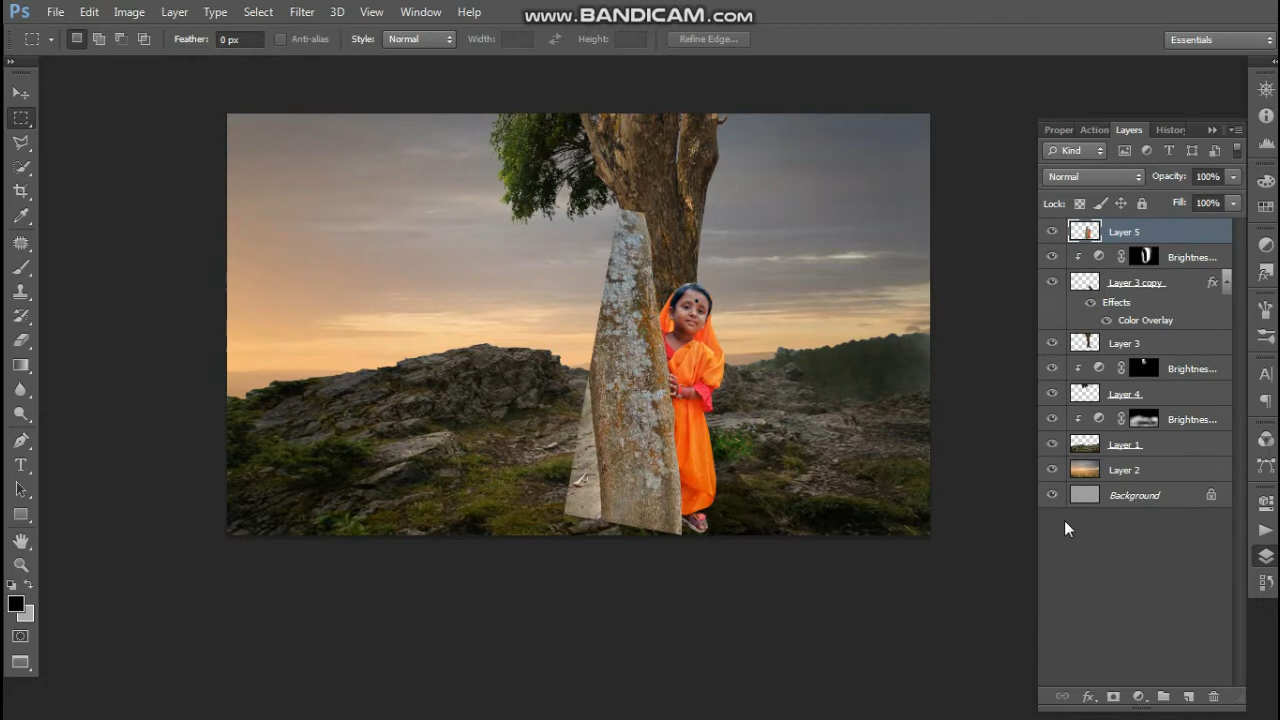 Ps File Edit Image Layer Type Select Filter 3D View Window Help
www.BANDICAM.com
Feather: 0 px Anti-alias Style: Normal Width: Height: Refine Edge... Essentials
Proper Action Layers History
Kind
Normal Opacity: 100%
Lock: Fill: 100%
Layer 5
Brightnes...
Layer 3 copy fx
Effects
Color Overlay
Layer 3
Brightnes...
Layer 4
Brightnes...
Layer 1
Layer 2
Background